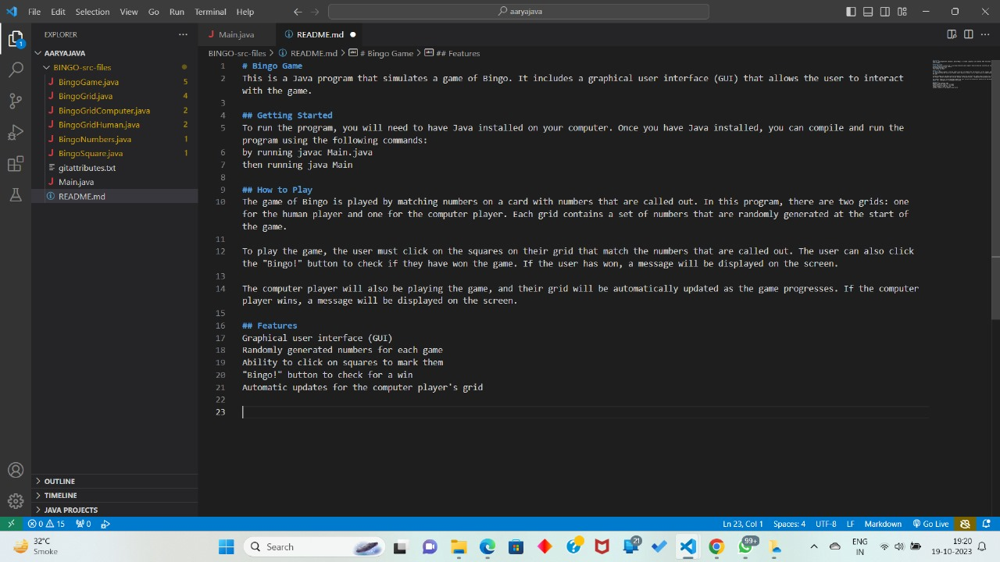 File Edit Selection View Go Run Terminal Help
aaryajava
EXPLORER
Main.java
README.md
AARYAJAVA
BINGO-src-files
BingoGame.java 5
BingoGrid.java 4
BingoGridComputer.java 2
BingoGridHuman.java 2
BingoNumbers.java 1
BingoSquare.java 1
gitattributes.txt
Main.java
README.md
OUTLINE
TIMELINE
JAVA PROJECTS
1
BINGO-src-files > README.md > # Bingo Game > ## Features
1 # Bingo Game
2 This is a Java program that simulates a game of Bingo. It includes a graphical user interface (GUI) that allows the user to interact
with the game.
3
4 ## Getting Started
5 To run the program, you will need to have Java installed on your computer. Once you have Java installed, you can compile and run the
program using the following commands:
6 by running javac Main.java
7 then running java Main
8
9 ## How to Play
10 The game of Bingo is played by matching numbers on a card with numbers that are called out. In this program, there are two grids: one
for the human player and one for the computer player. Each grid contains a set of numbers that are randomly generated at the start of
the game.
11
12 To play the game, the user must click on the squares on their grid that match the numbers that are called out. The user can also click
the "Bingo!" button to check if they have won the game. If the user has won, a message will be displayed on the screen.
13
14 The computer player will also be playing the game, and their grid will be automatically updated as the game progresses. If the computer
player wins, a message will be displayed on the screen.
15
16 ## Features
17 Graphical user interface (GUI)
18 Randomly generated numbers for each game
19 Ability to click on squares to mark them
20 "Bingo!" button to check for a win
21 Automatic updates for the computer player's grid
22
23
0 15 0 Ln 23, Col 1 Spaces: 4 UTF-8 LF Markdown Go Live
32°C
Smoke
Search
21
99+
ENG
IN
19:20
19-10-2023